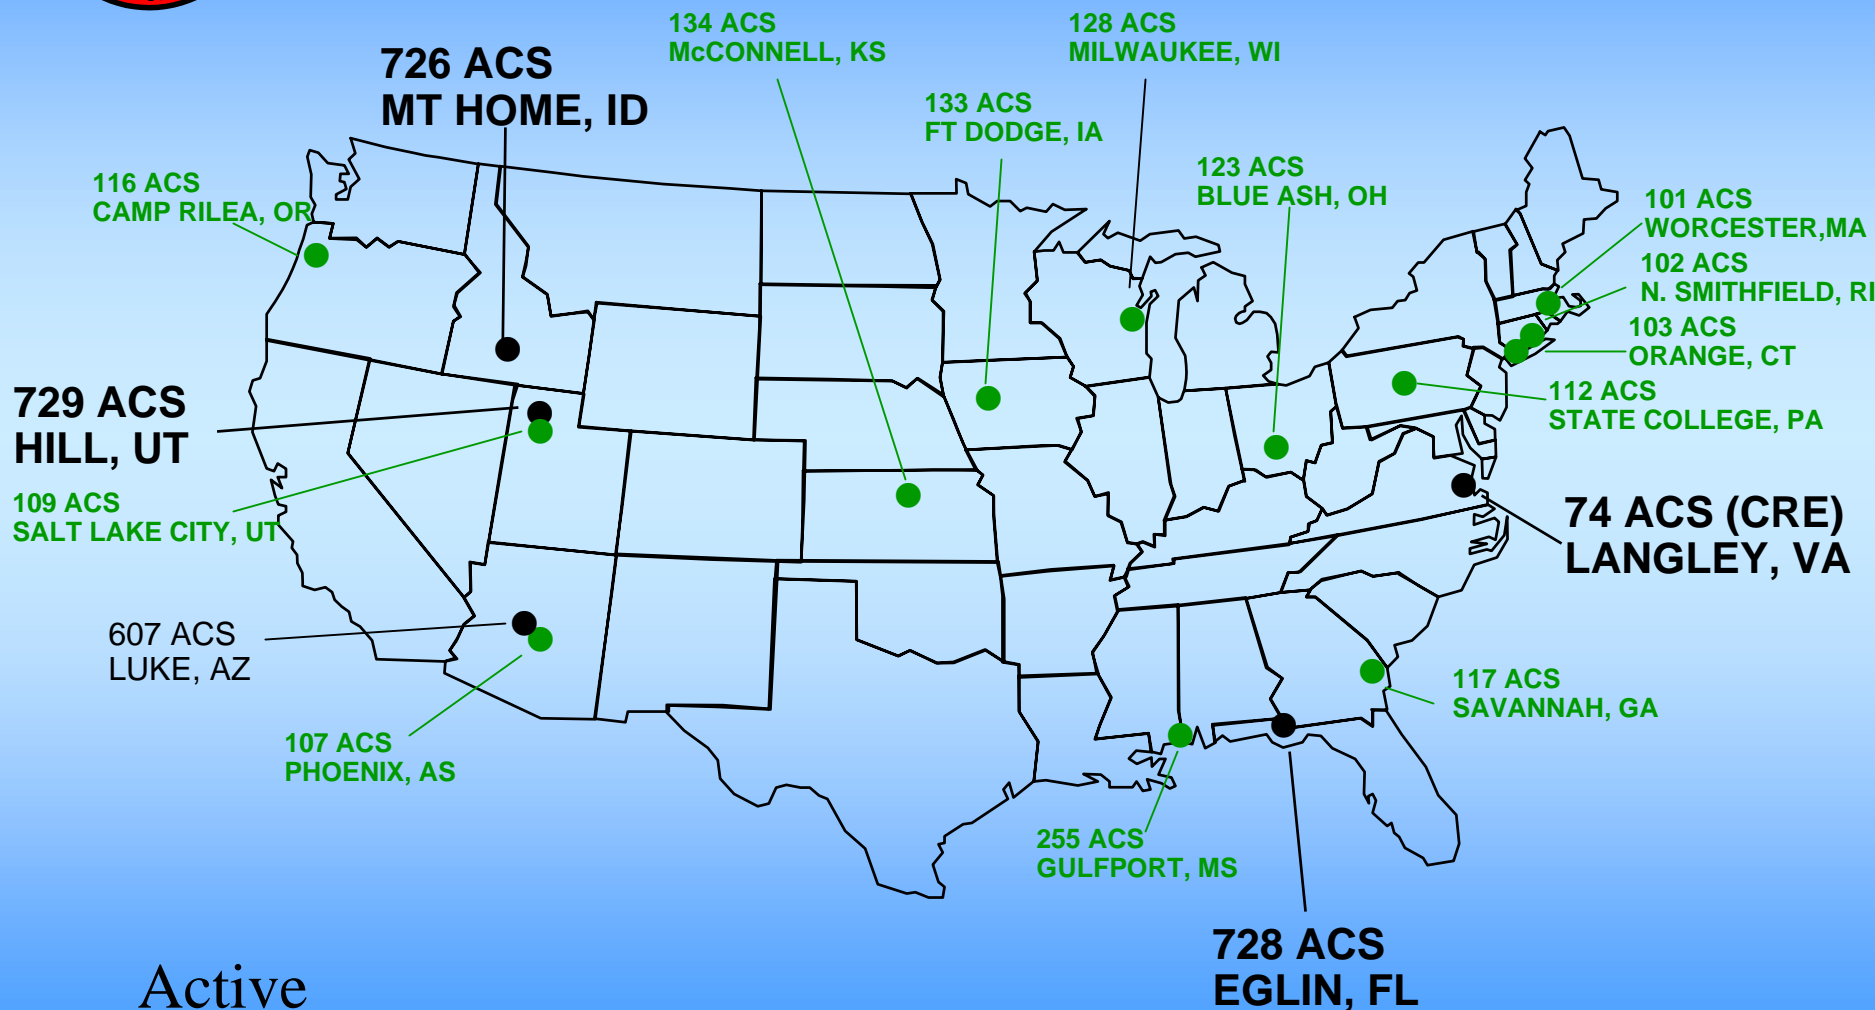 134 ACS
McCONNELL, KS
128 ACS
MILWAUKEE, WI
726 ACS
MT HOME, ID
133 ACS
FT DODGE, IA
123 ACS
BLUE ASH, OH
116 ACS
CAMP RILEA, OR
101 ACS
WORCESTER,MA
102 ACS
N. SMITHFIELD, RI
103 ACS
ORANGE, CT
112 ACS
STATE COLLEGE, PA
729 ACS
HILL, UT
109 ACS
SALT LAKE CITY, UT
74 ACS (CRE)
LANGLEY, VA
607 ACS
LUKE, AZ
117 ACS
SAVANNAH, GA
107 ACS
PHOENIX, AS
255 ACS
GULFPORT, MS
728 ACS
EGLIN, FL
Active